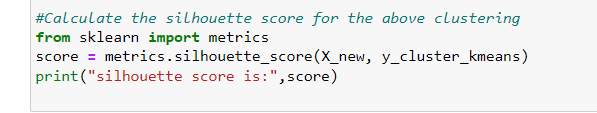 #Calculate the silhouette score for the above clustering
from sklearn import metrics
score = metrics.silhouette_score(X_new, y_cluster_kmeans)
print("silhouette score is:",score)